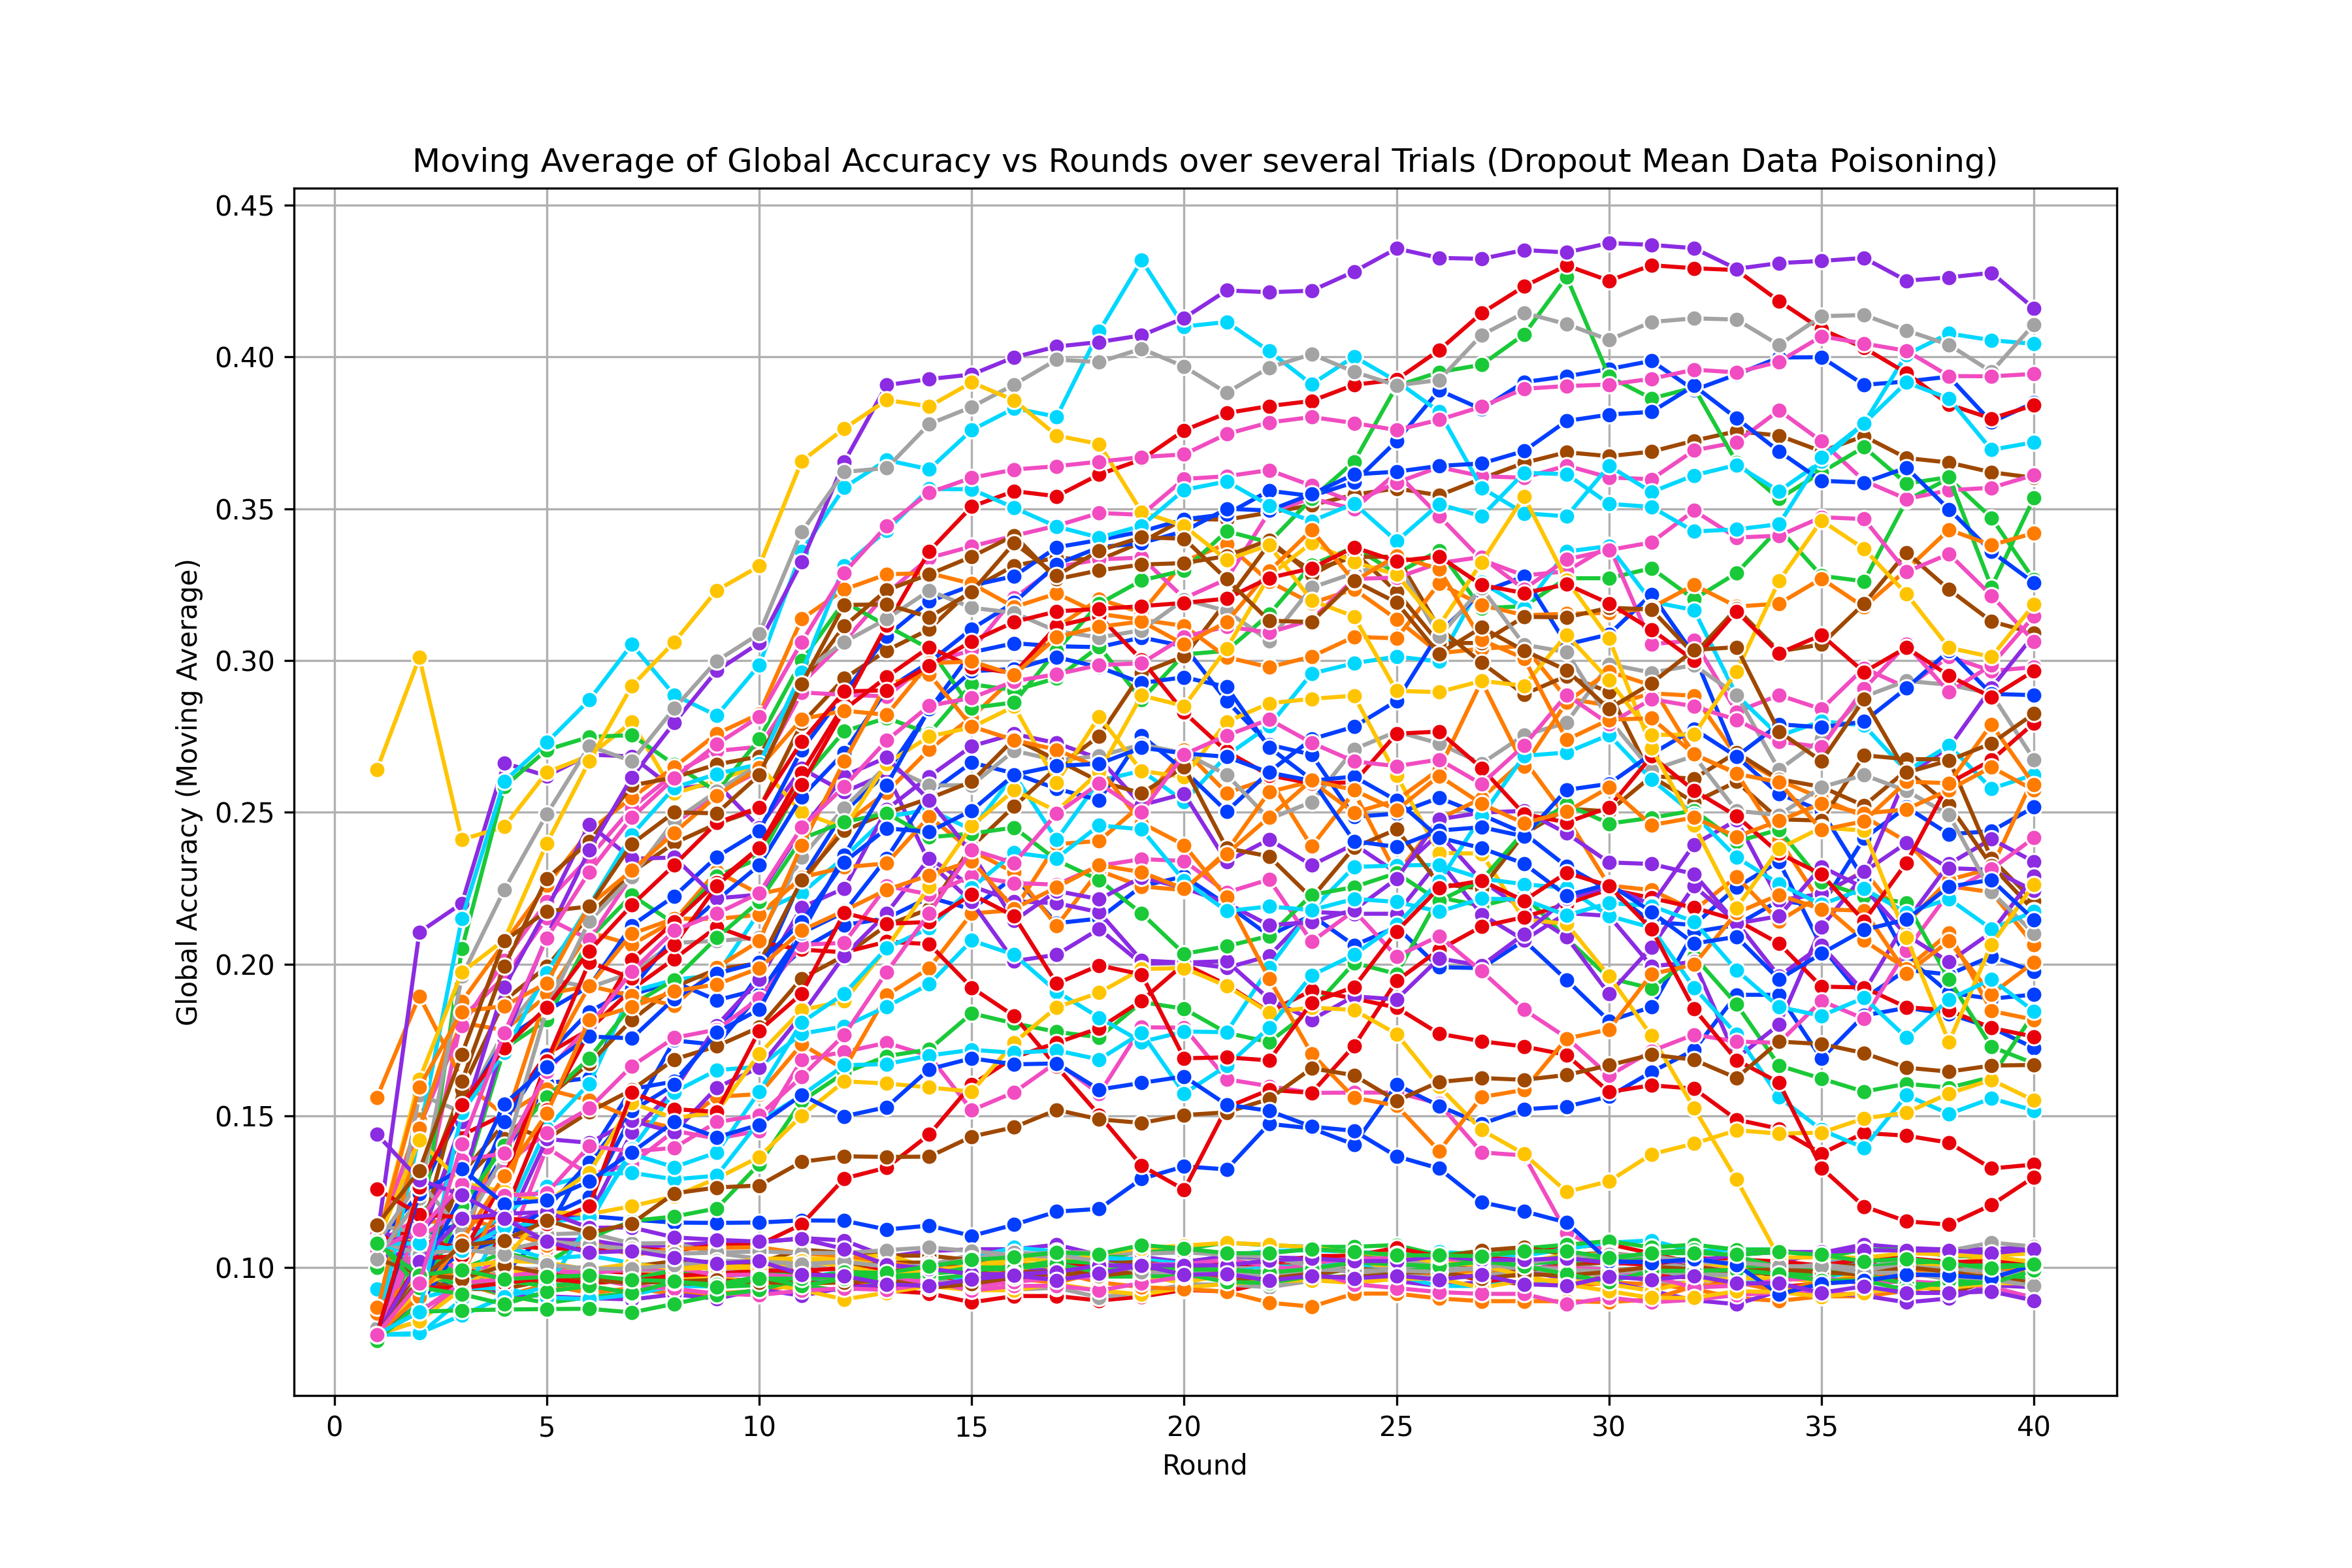 Moving Average of Global Accuracy vs Rounds over several Trials (Dropout Mean Data Poisoning)
0.45
0.40
0.35
0.30
0.25
0.20
0.15
0.10
Global Accuracy (Moving Average)
0 5 10 15 20 25 30 35 40
Round